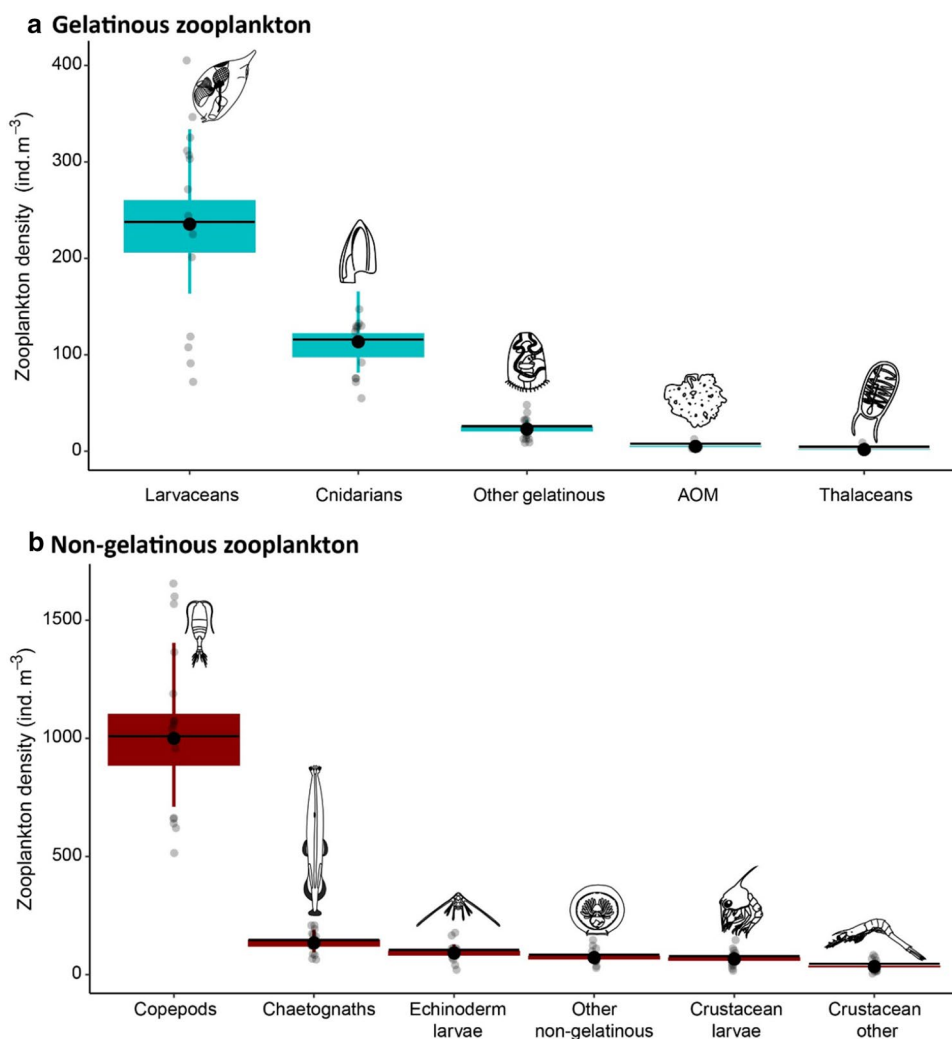 a Gelatinous zooplankton
Zooplankton density (ind. m⁻³)
400
300
200
100
0
Larvaceans
Cnidarians
Other gelatinous
AOM
Thalaceans
b Non-gelatinous zooplankton
Zooplankton density (ind. m⁻³)
1500
1000
500
0
Copepods
Chaetognaths
Echinoderm
larvae
Other
non-gelatinous
Crustacean
larvae
Crustacean
other